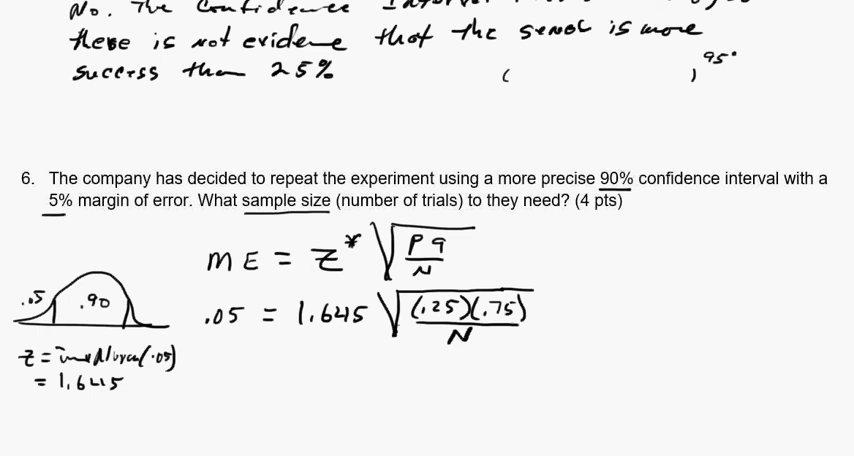 No. The Confidence
there is not evidene that the senoc is more
success then 25%
95°
( )
6. The company has decided to repeat the experiment using a more precise 90% confidence interval with a
5% margin of error. What sample size (number of trials) to they need? (4 pts)
ME = Z* √ pq / N
.05 .90
.05 = 1.645 √ (.25)(.75) / N
Z = invNorm(.05)
= 1.645